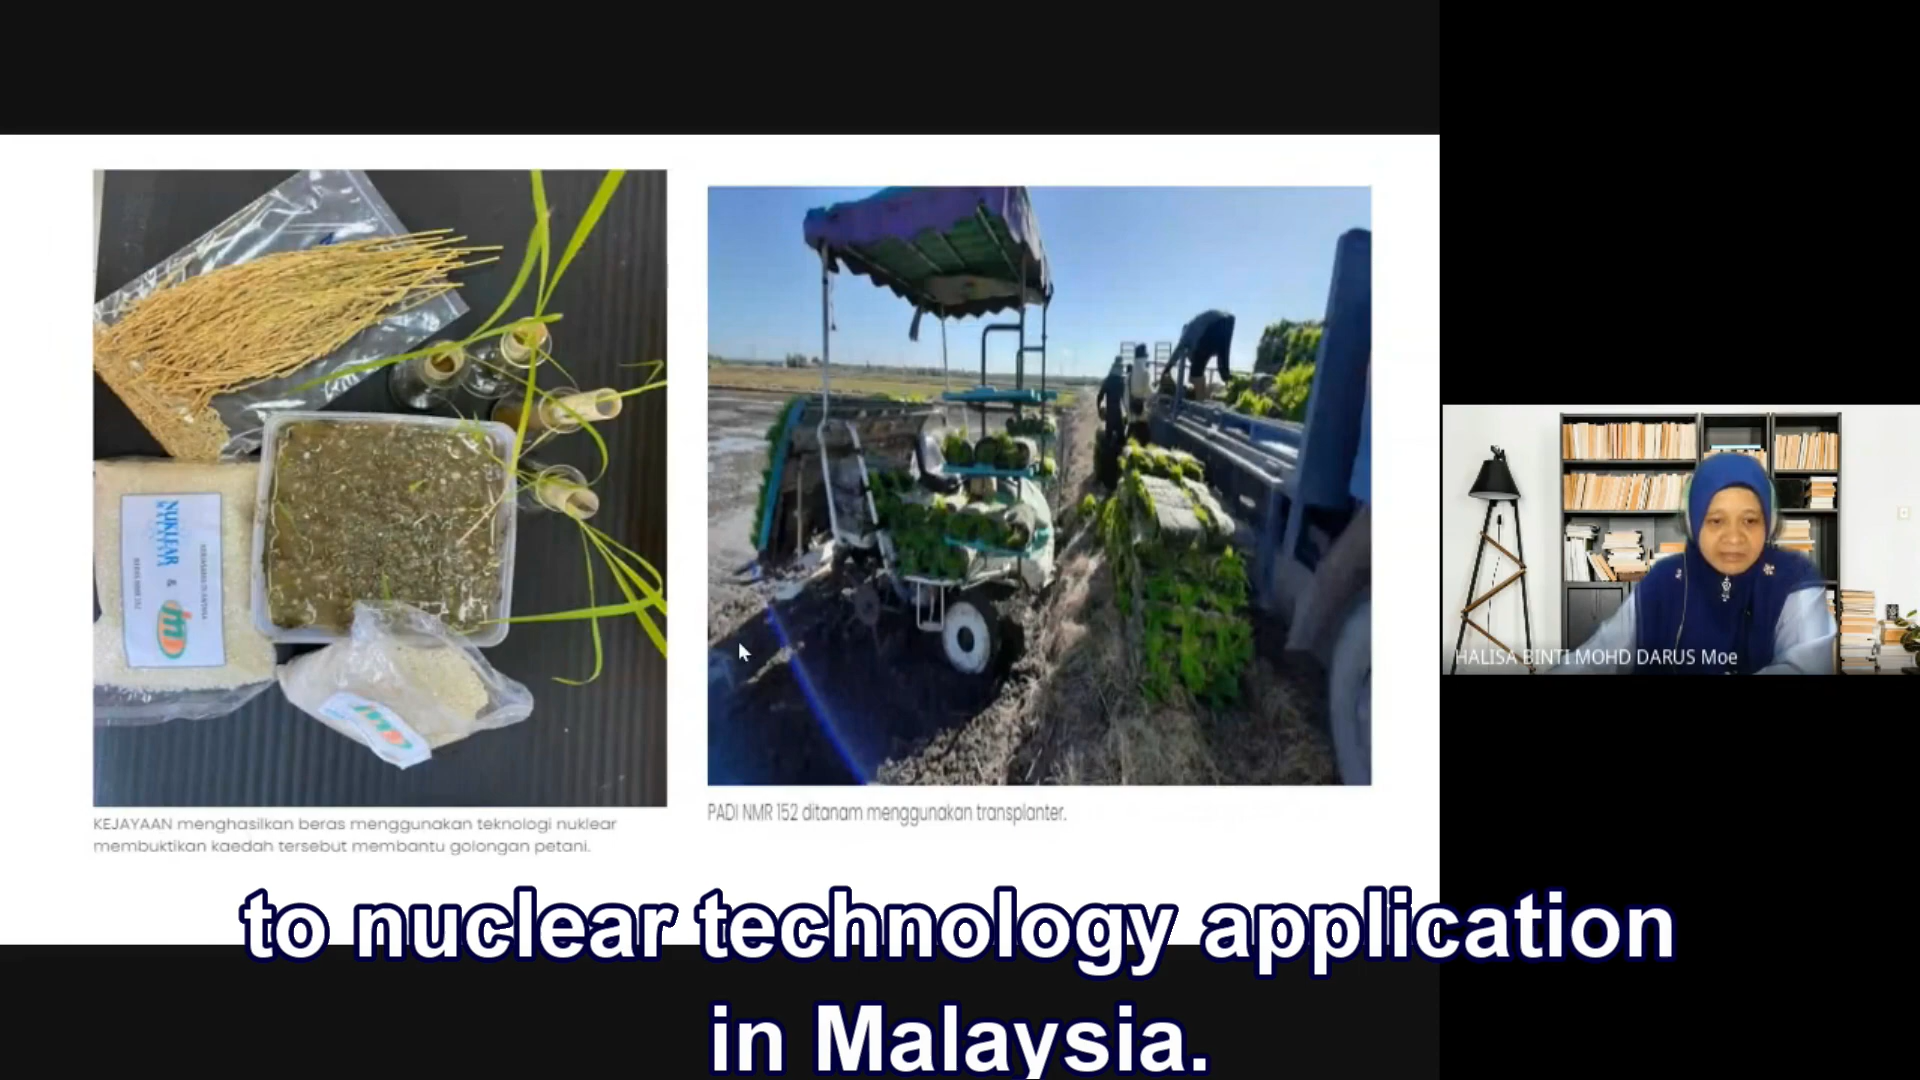 NUKLEAR
MALAYSIA
&
KEJAYAAN menghasilkan beras menggunakan teknologi nuklear
membuktikan kaedah tersebut membantu golongan petani.
PADI NMR 152 ditanam menggunakan transplanter.
HALISA BINTI MOHD DARUS Moe
to nuclear technology application
in Malaysia.